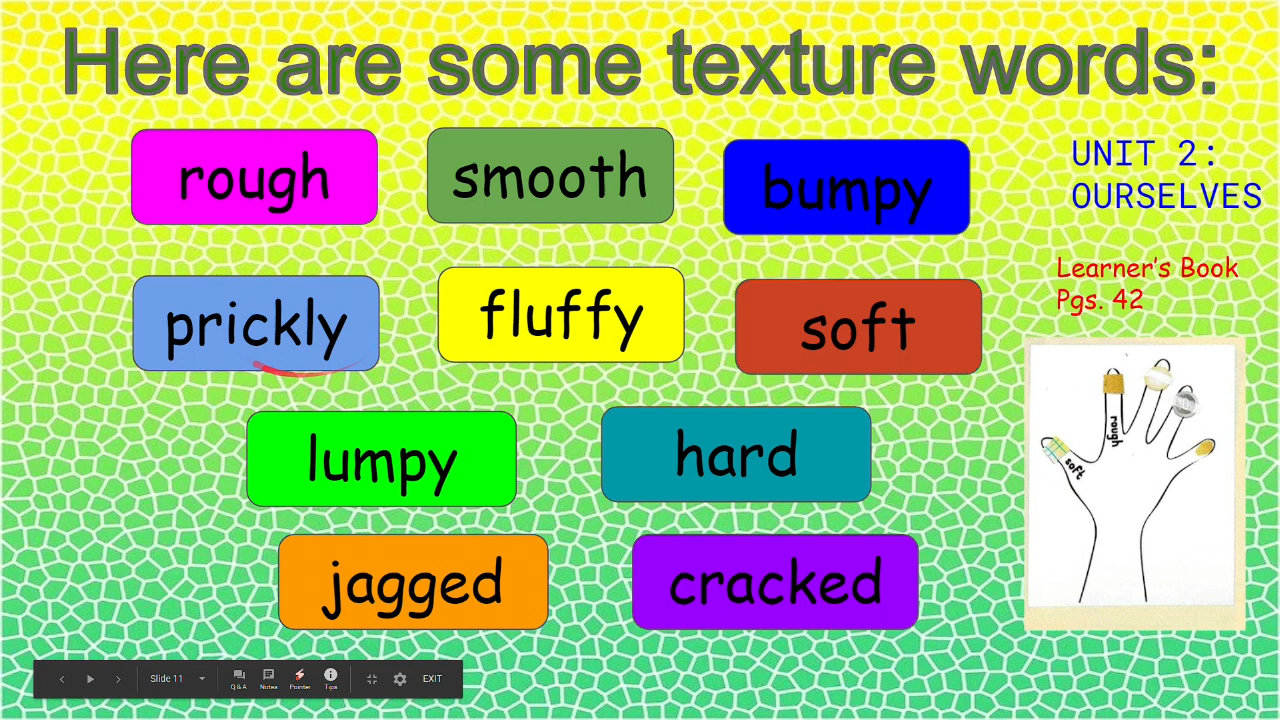 Here are some texture words:
rough
smooth
bumpy
UNIT 2:
OURSELVES
prickly
fluffy
soft
Learner's Book
Pgs. 42
lumpy
hard
rough
soft
jagged
cracked
Slide 11
Q & A
Notes
Pointer
Tips
EXIT